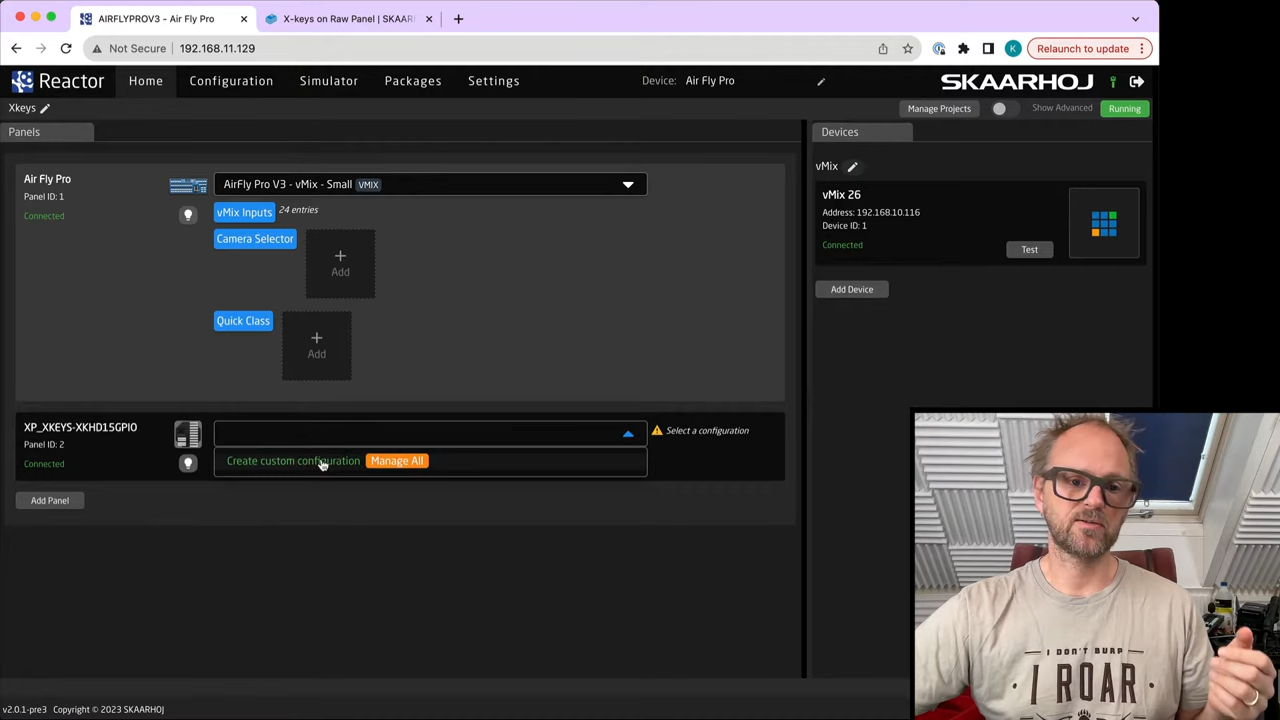 AIRFLYPROV3 - Air Fly Pro
X-keys on Raw Panel | SKAAR
Not Secure
192.168.11.129
K
Relaunch to update
Reactor
Home
Configuration
Simulator
Packages
Settings
Device:
Air Fly Pro
SKAARHOJ
Xkeys
Manage Projects
Show Advanced
Running
Panels
Air Fly Pro
Panel ID: 1
Connected
AirFly Pro V3 - vMix - Small VMIX
vMix Inputs
24 entries
Camera Selector
+
Add
Quick Class
+
Add
XP_XKEYS-XKHD15GPIO
Panel ID: 2
Connected
Select a configuration
Create custom configuration
Manage All
Add Panel
Devices
vMix
vMix 26
Address: 192.168.10.116
Device ID: 1
Connected
Test
Add Device
I DON'T BURP
I ROAR
v2.0.1-pre3 Copyright © 2023 SKAARHOJ